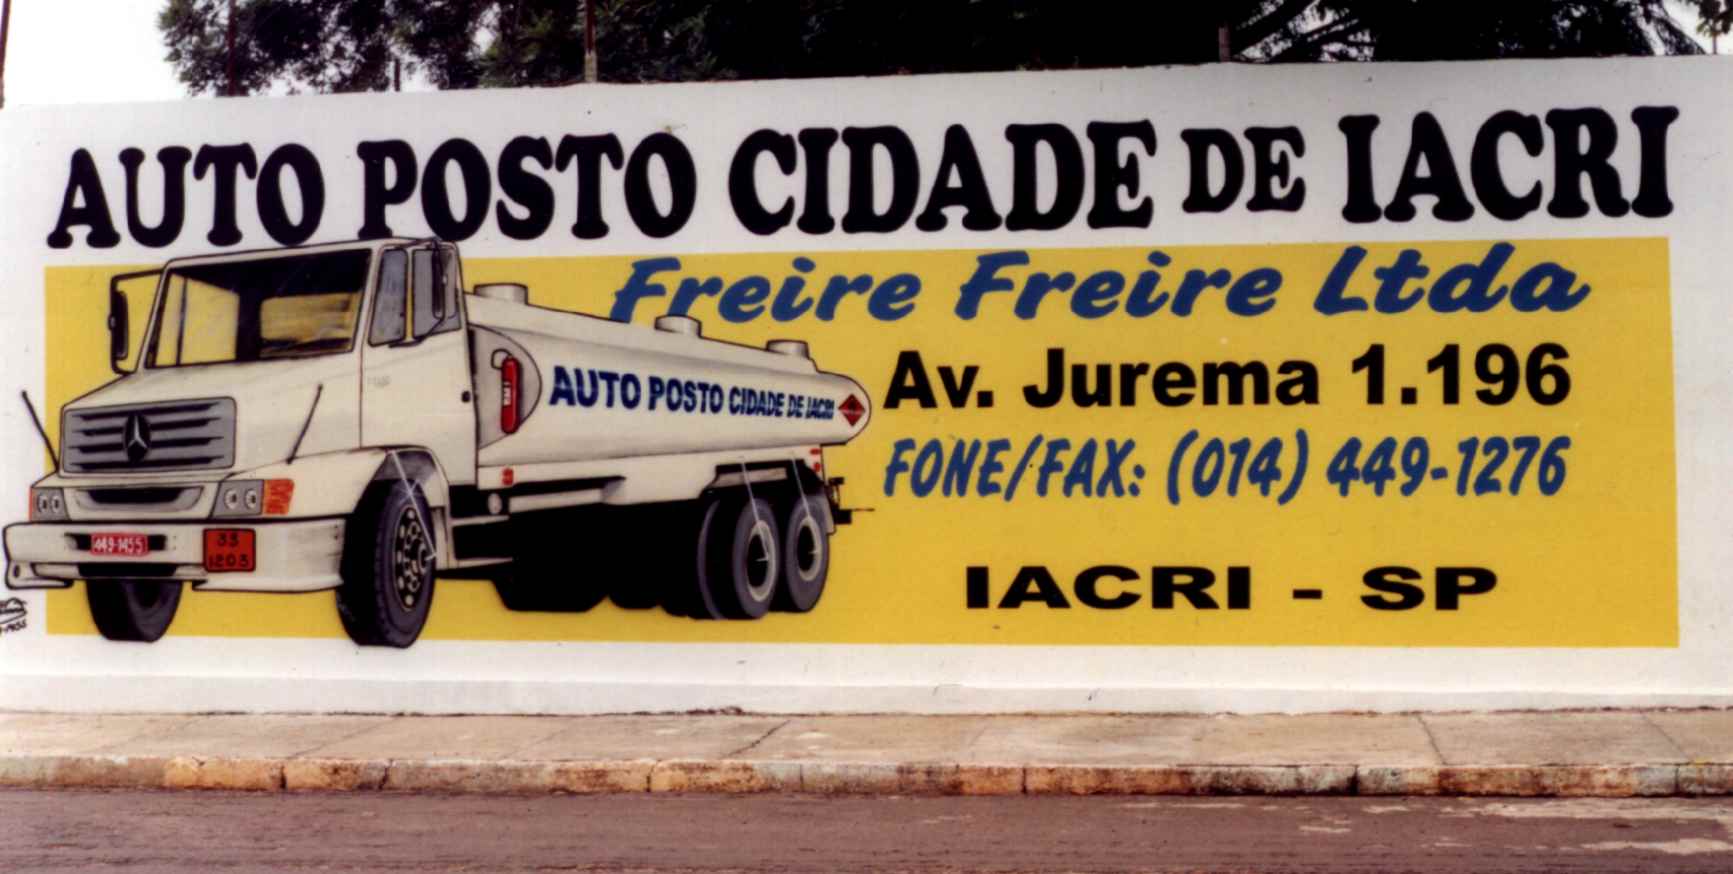 AUTO POSTO CIDADE DE IACRI
Freire Freire Ltda
Av. Jurema 1.196
FONE/FAX: (014) 449-1276
IACRI - SP
AUTO POSTO CIDADE DE IACRI
449-1455
33
1203